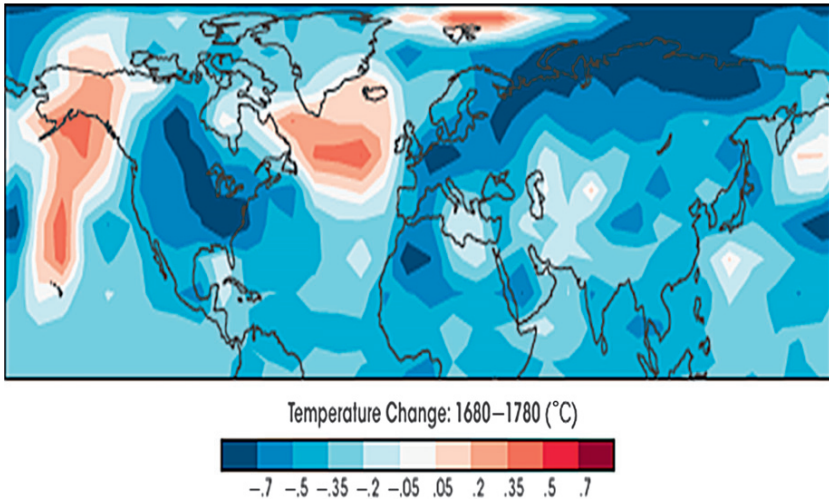 Temperature Change: 1680–1780 (°C)
–.7 –.5 –.35 –.2 –.05 .05 .2 .35 .5 .7